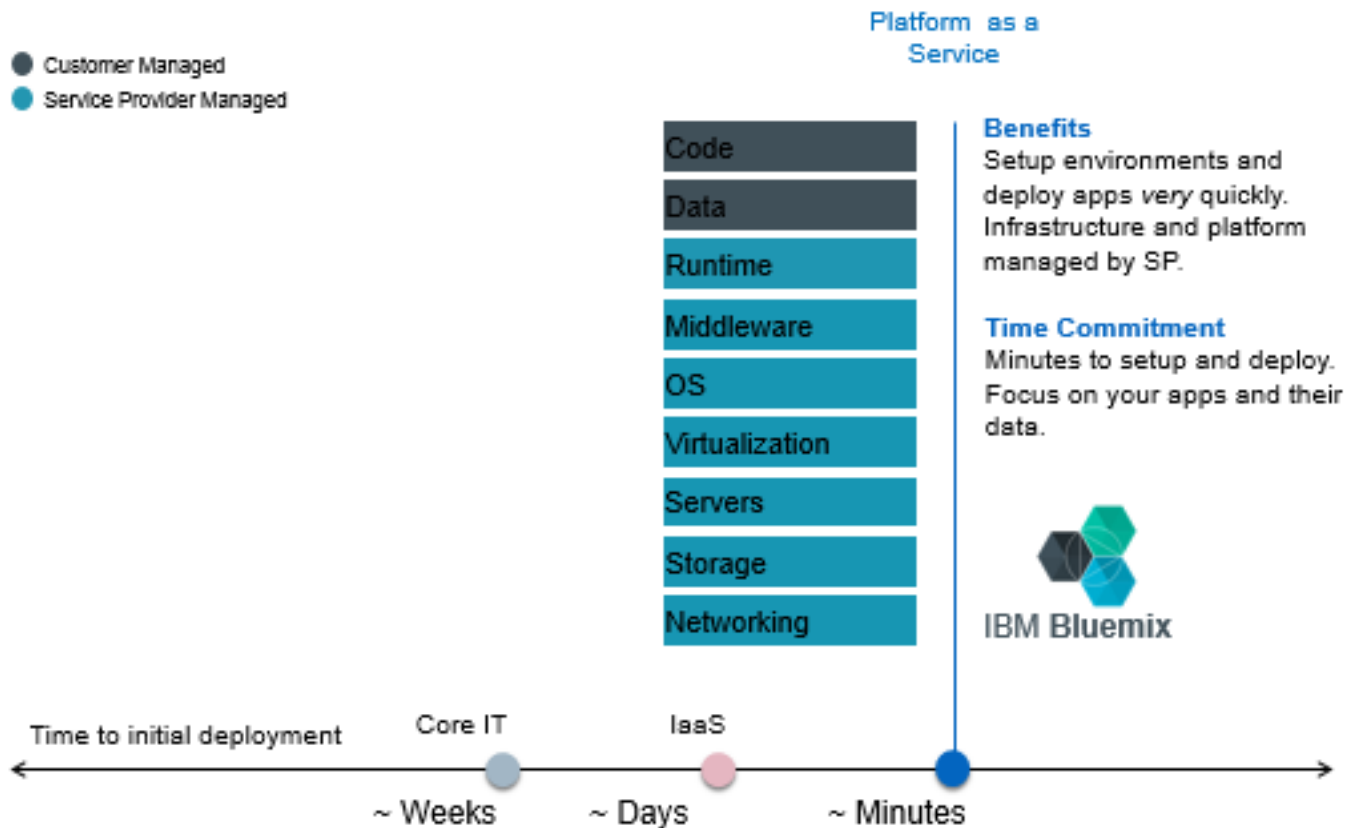 Platform as a
Service
Customer Managed
Service Provider Managed
Code
Data
Runtime
Middleware
OS
Virtualization
Servers
Storage
Networking
Benefits
Setup environments and
deploy apps very quickly.
Infrastructure and platform
managed by SP.
Time Commitment
Minutes to setup and deploy.
Focus on your apps and their
data.
IBM Bluemix
Time to initial deployment
Core IT
IaaS
~ Weeks
~ Days
~ Minutes